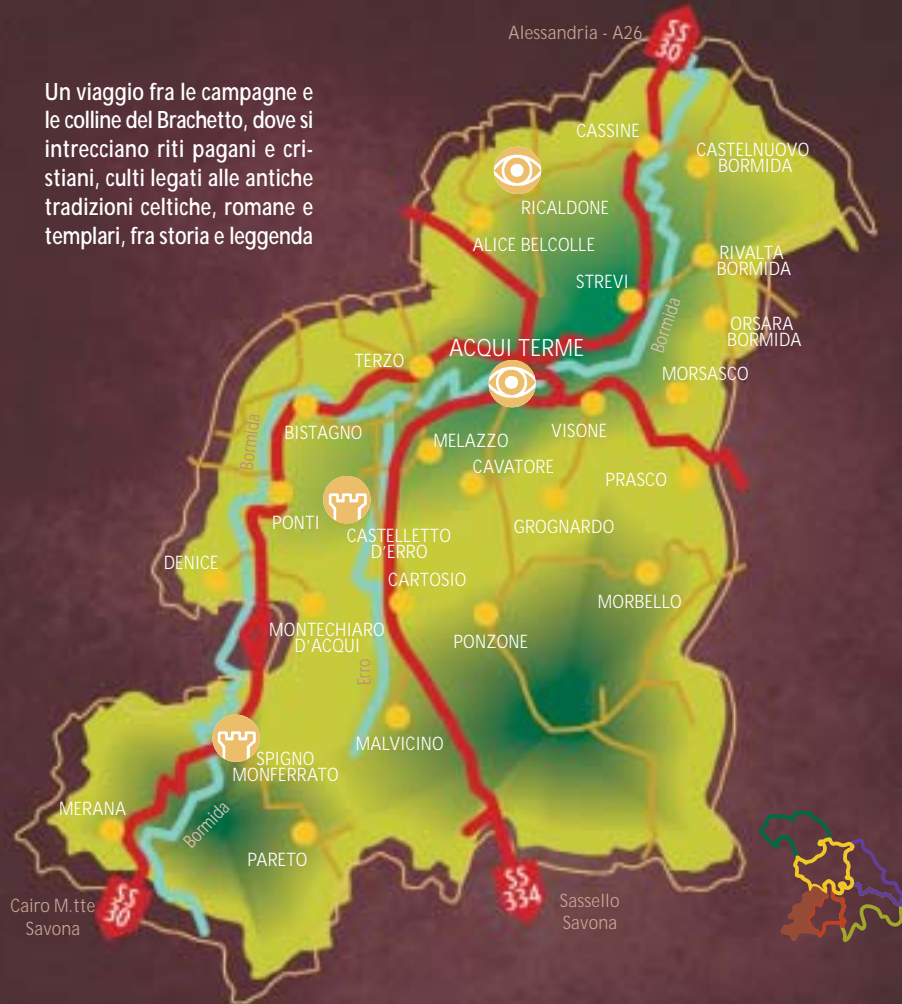 Alessandria - A26
SS
30
Un viaggio fra le campagne e
le colline del Brachetto, dove si
intrecciano riti pagani e cri-
stiani, culti legati alle antiche
tradizioni celtiche, romane e
templari, fra storia e leggenda
CASSINE
CASTELNUOVO
BORMIDA
RICALDONE
ALICE BELCOLLE
RIVALTA
BORMIDA
STREVI
Bormida
ORSARA
BORMIDA
ACQUI TERME
TERZO
MORSASCO
BISTAGNO
VISONE
Bormida
MELAZZO
CAVATORE
PRASCO
PONTI
GROGNARDO
CASTELLETTO
D'ERRO
DENICE
CARTOSIO
MORBELLO
MONTECHIARO
D'ACQUI
PONZONE
Erro
MALVICINO
SPIGNO
MONFERRATO
MERANA
Bormida
PARETO
Cairo M.tte
Savona
SS
30
SS
334
Sassello
Savona